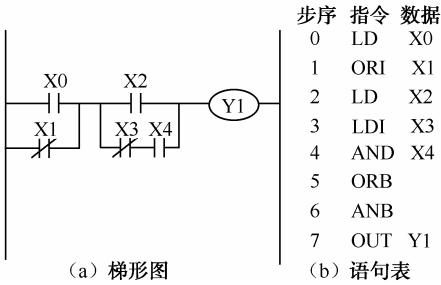 X0
X2
Y1
X1
X3
X4
(a)梯形图
步序 指令 数据
0 LD X0
1 ORI X1
2 LD X2
3 LDI X3
4 AND X4
5 ORB
6 ANB
7 OUT Y1
(b)语句表